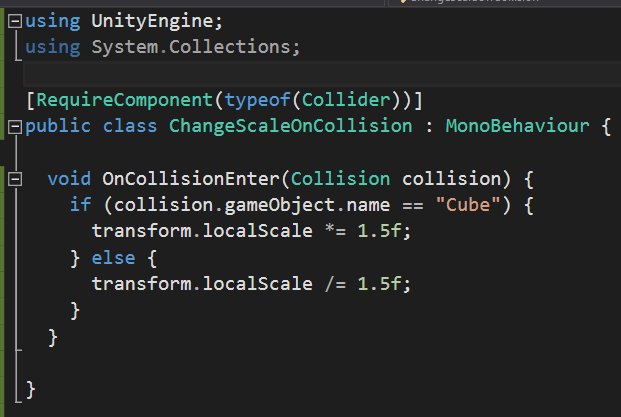 using UnityEngine;
using System.Collections;
[RequireComponent(typeof(Collider))]
public class ChangeScaleOnCollision : MonoBehaviour {
void OnCollisionEnter(Collision collision) {
if (collision.gameObject.name == "Cube") {
transform.localScale *= 1.5f;
} else {
transform.localScale /= 1.5f;
}
}
}